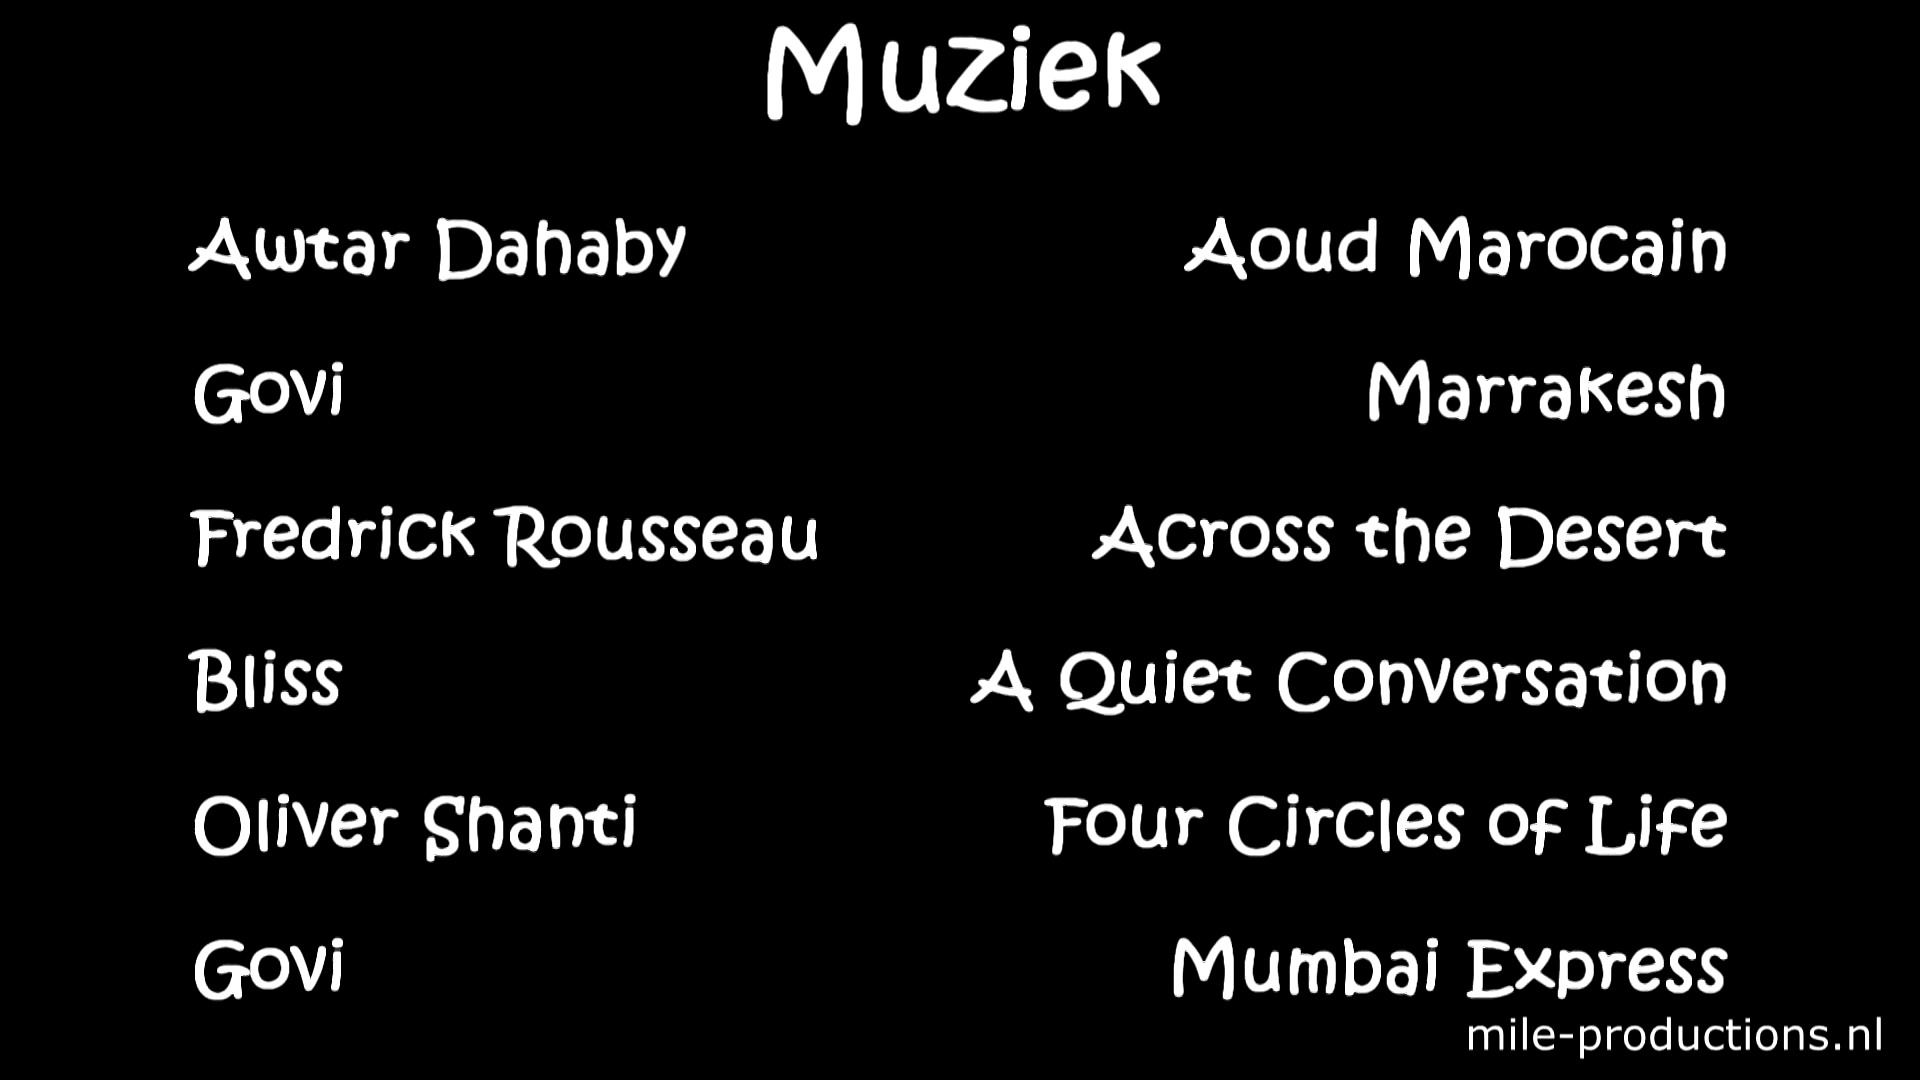 Muziek
Awtar Dahaby Aoud Marocain
Govi Marrakesh
Fredrick Rousseau Across the Desert
Bliss A Quiet Conversation
Oliver Shanti Four Circles of Life
Govi Mumbai Express
mile-productions.nl